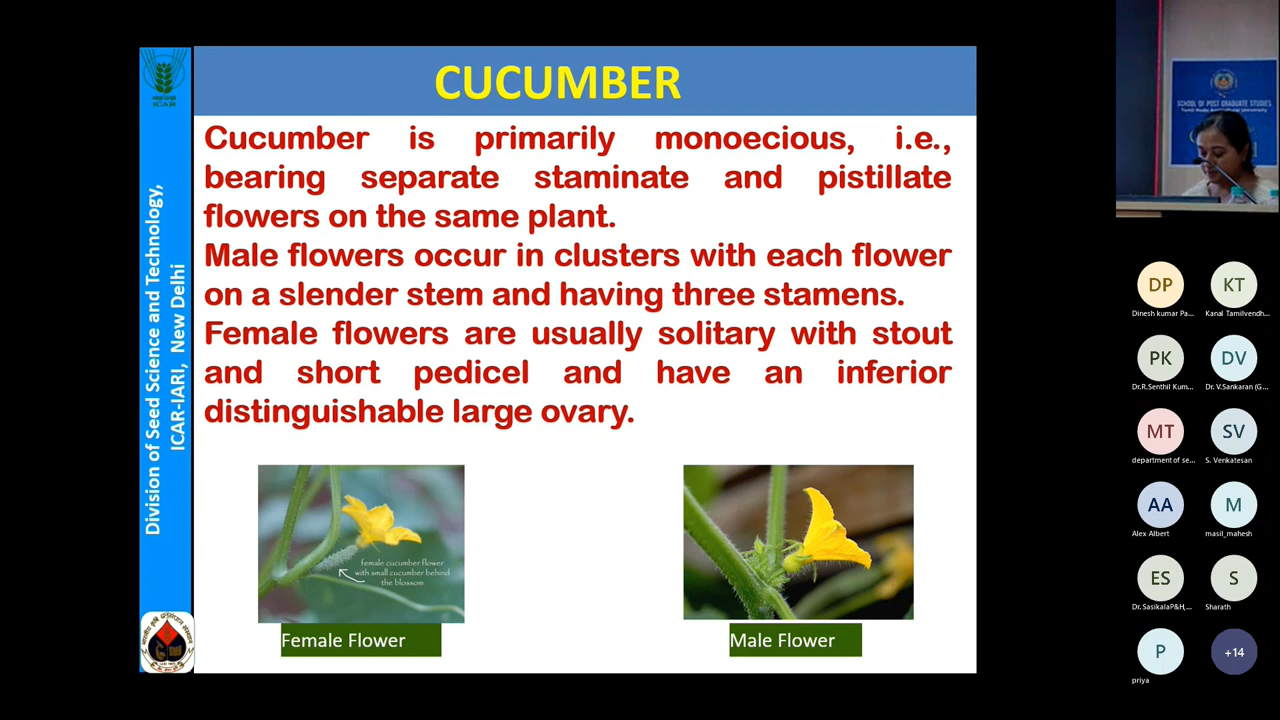 CUCUMBER
Cucumber is primarily monoecious, i.e.,
bearing separate staminate and pistillate
flowers on the same plant.
Male flowers occur in clusters with each flower
on a slender stem and having three stamens.
Female flowers are usually solitary with stout
and short pedicel and have an inferior
distinguishable large ovary.
female cucumber flower
with small cucumber behind
the blossom
Female Flower
Male Flower
Division of Seed Science and Technology,
ICAR-IARI, New Delhi
ICAR
SCHOOL OF POST GRADUATE STUDIES
Tamil Nadu Agricultural University
DP
Dinesh kumar Pa...
KT
Kanal Tamilvendh...
PK
Dr.R.Senthil Kum...
DV
Dr. V.Sankaran (G...
MT
department of se...
SV
S. Venkatesan
AA
Alex Albert
M
masil_mahesh
ES
Dr. SasikalaP&H,...
S
Sharath
P
priya
+14